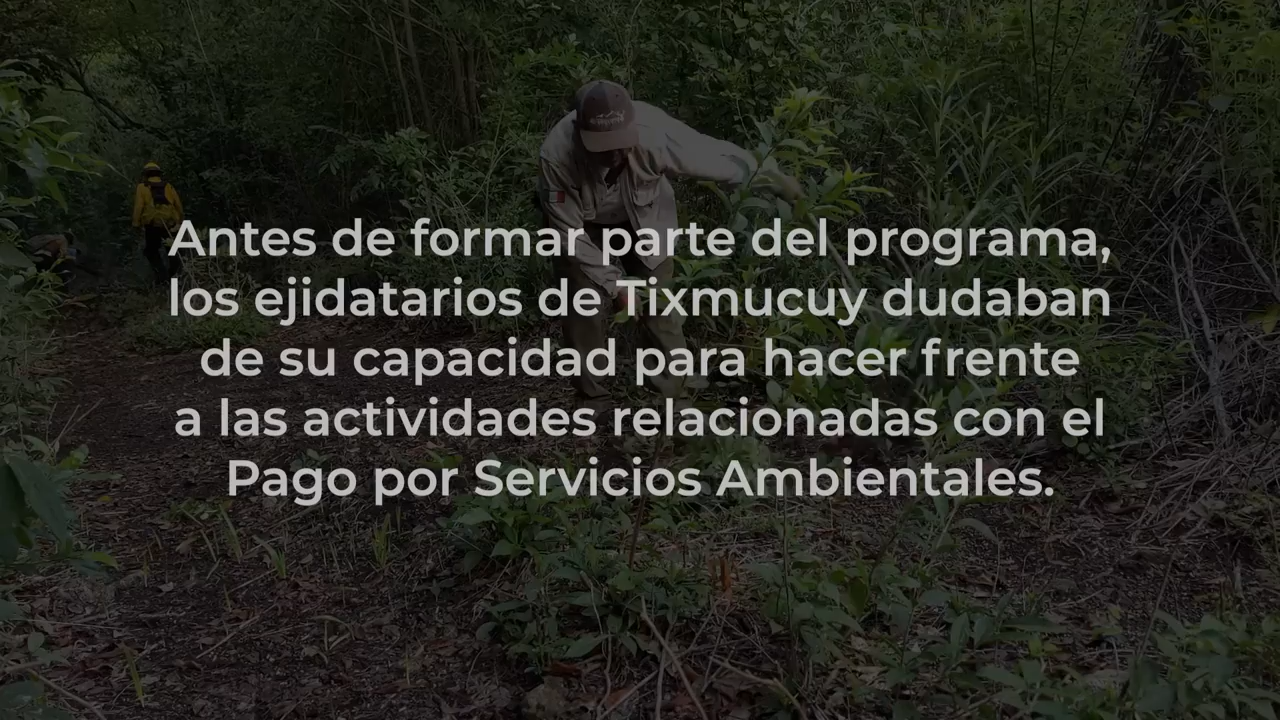 Antes de formar parte del programa,
los ejidatarios de Tixmucuy dudaban
de su capacidad para hacer frente
a las actividades relacionadas con el
Pago por Servicios Ambientales.